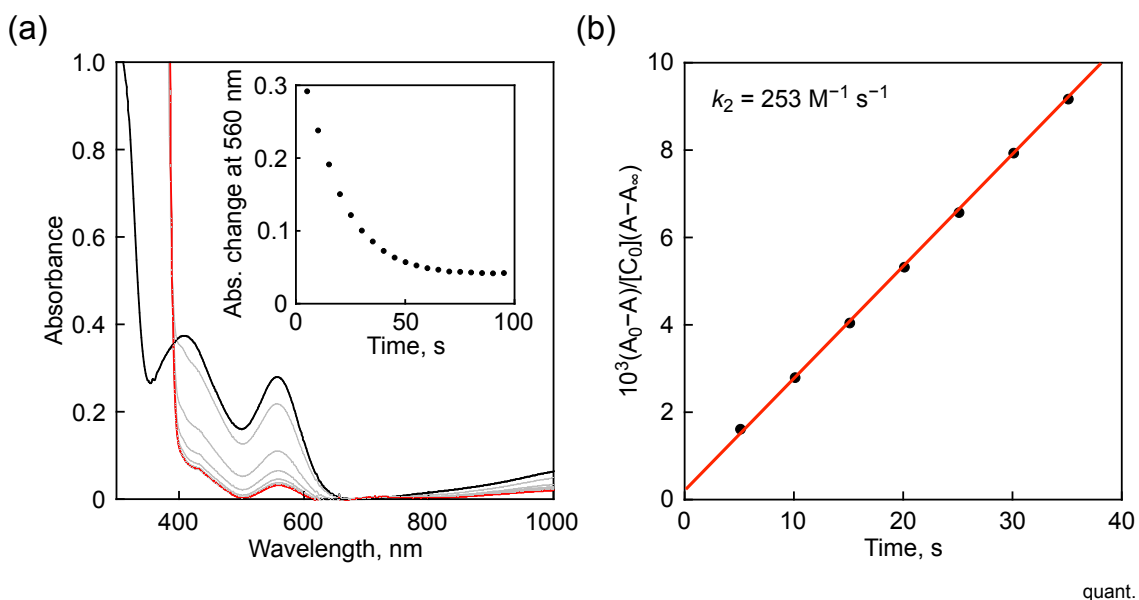 (a)
(b)
1.0
0.8
0.6
0.4
0.2
0
Absorbance
400
600
800
1000
Wavelength, nm
0.3
0.2
0.1
0
Abs. change at 560 nm
0
50
100
Time, s
k₂ = 253 M⁻¹ s⁻¹
10
8
6
4
2
0
10³(A₀−A)/[C₀](A−A∞)
0
10
20
30
40
Time, s
quant.